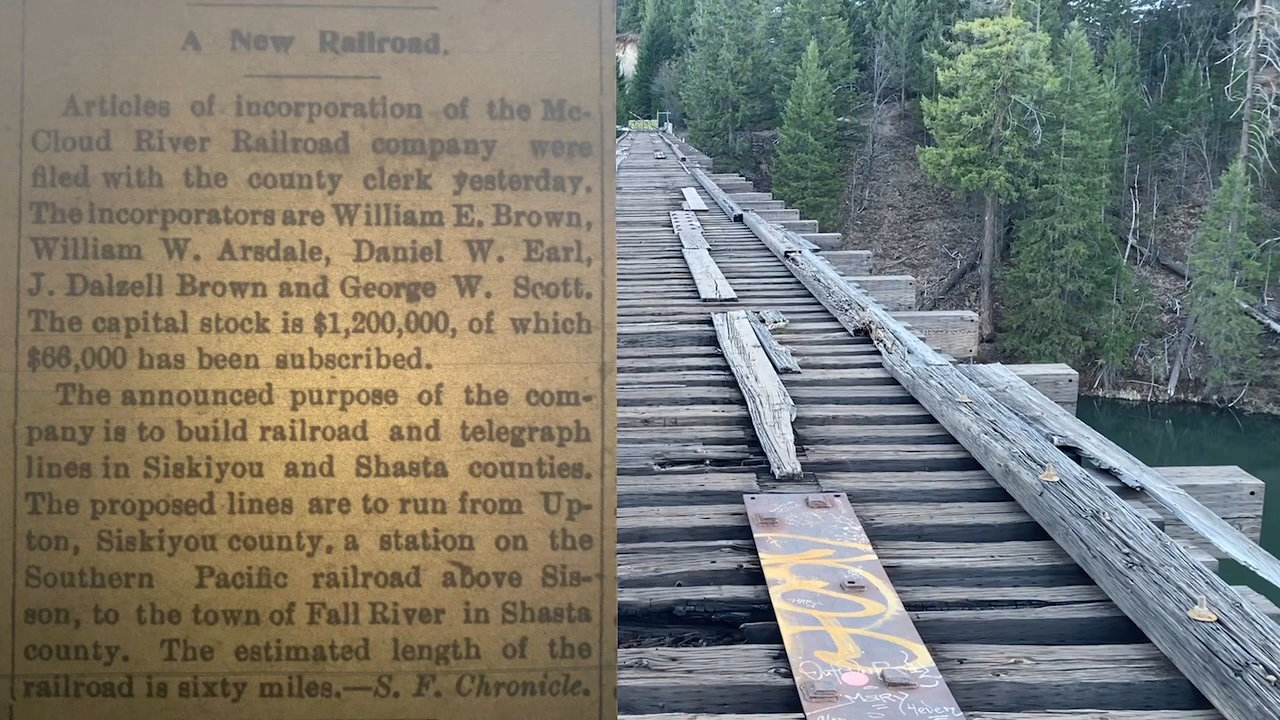 A New Railroad.
Articles of incorporation of the Mc-
Cloud River Railroad company were
filed with the county clerk yesterday.
The incorporators are William E. Brown,
William W. Arsdale, Daniel W. Earl,
J. Dalzell Brown and George W. Scott.
The capital stock is $1,200,000, of which
$66,000 has been subscribed.
The announced purpose of the com-
pany is to build railroad and telegraph
lines in Siskiyou and Shasta counties.
The proposed lines are to run from Up-
ton, Siskiyou county, a station on the
Southern Pacific railroad above Sis-
son, to the town of Fall River in Shasta
county. The estimated length of the
railroad is sixty miles.—S. F. Chronicle.
4ever